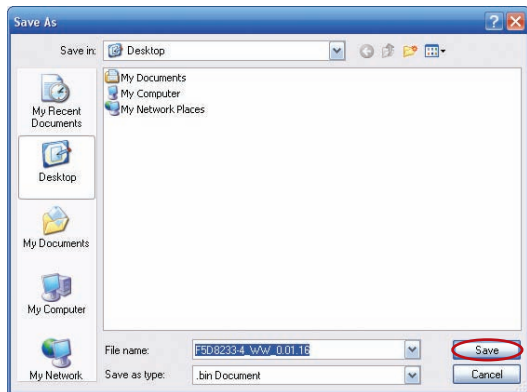 Save As
Save in:
Desktop
My Documents
My Computer
My Network Places
My Recent
Documents
Desktop
My Documents
My Computer
My Network
File name:
F5D8233-4_WW_0.01.16
Save
Save as type:
.bin Document
Cancel